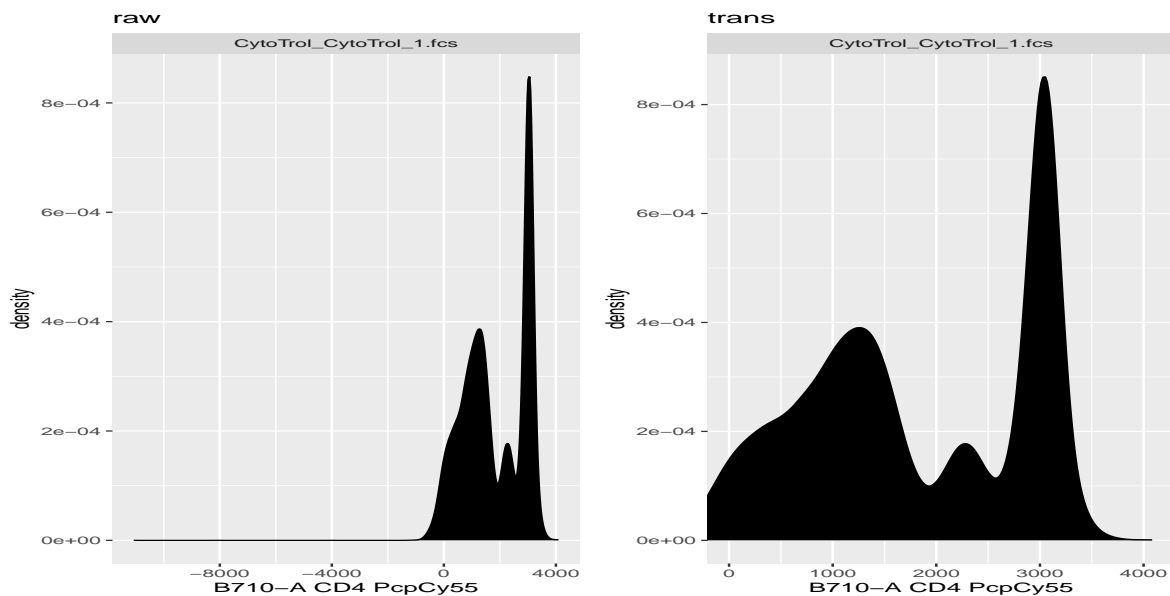 raw
CytoTrol_CytoTrol_1.fcs
8e−04
6e−04
4e−04
2e−04
0e+00
density
−8000 −4000 0 4000
B710−A CD4 PcpCy55
trans
CytoTrol_CytoTrol_1.fcs
8e−04
6e−04
4e−04
2e−04
0e+00
density
0 1000 2000 3000 4000
B710−A CD4 PcpCy55